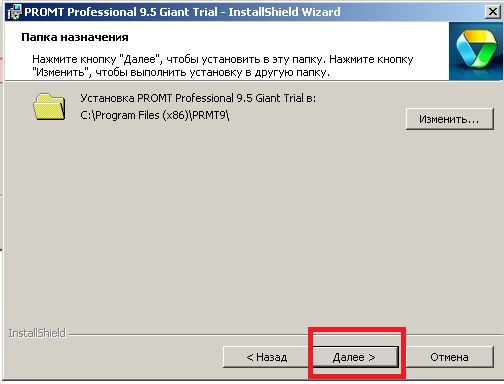 PROMT Professional 9.5 Giant Trial - InstallShield Wizard
Папка назначения
Нажмите кнопку "Далее", чтобы установить в эту папку. Нажмите кнопку
"Изменить", чтобы выполнить установку в другую папку.
Установка PROMT Professional 9.5 Giant Trial в:
C:\Program Files (x86)\PRMT9\
Изменить...
InstallShield
< Назад
Далее >
Отмена